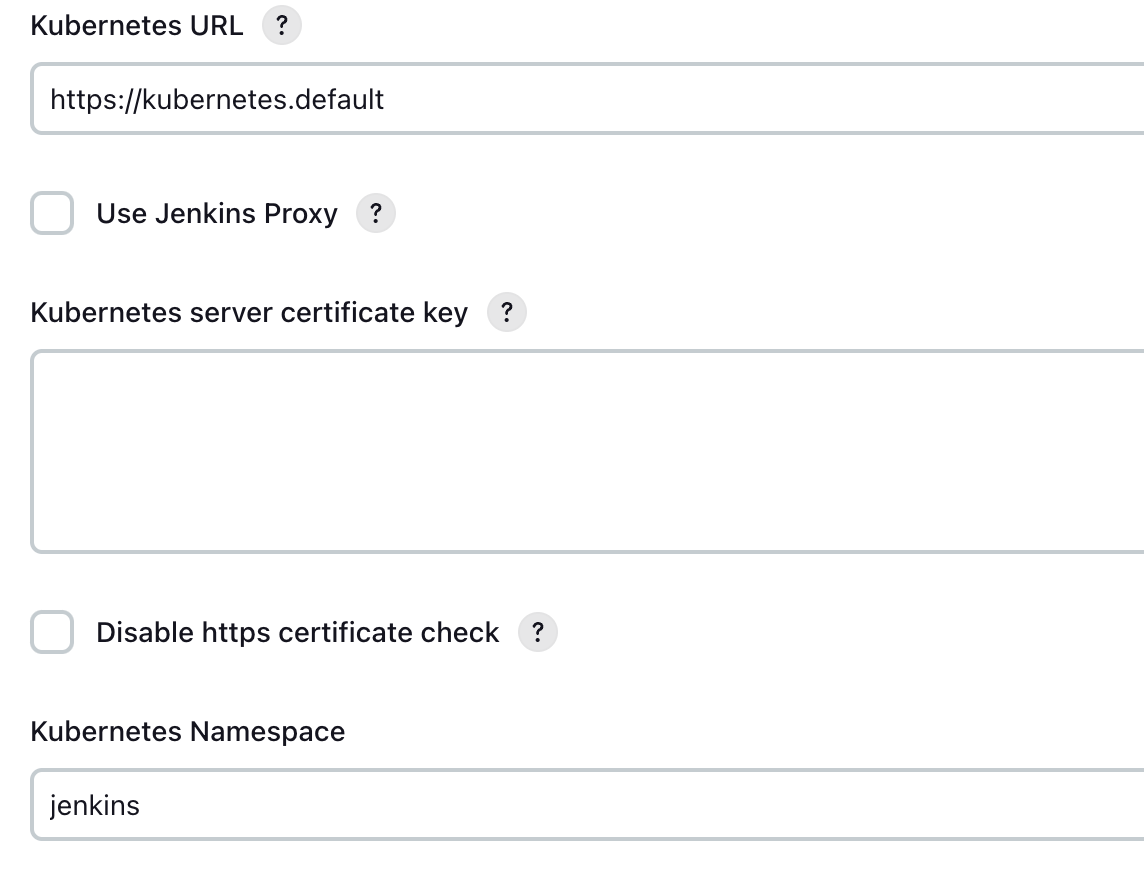 Kubernetes URL ?
https://kubernetes.default
Use Jenkins Proxy ?
Kubernetes server certificate key ?
Disable https certificate check ?
Kubernetes Namespace
jenkins